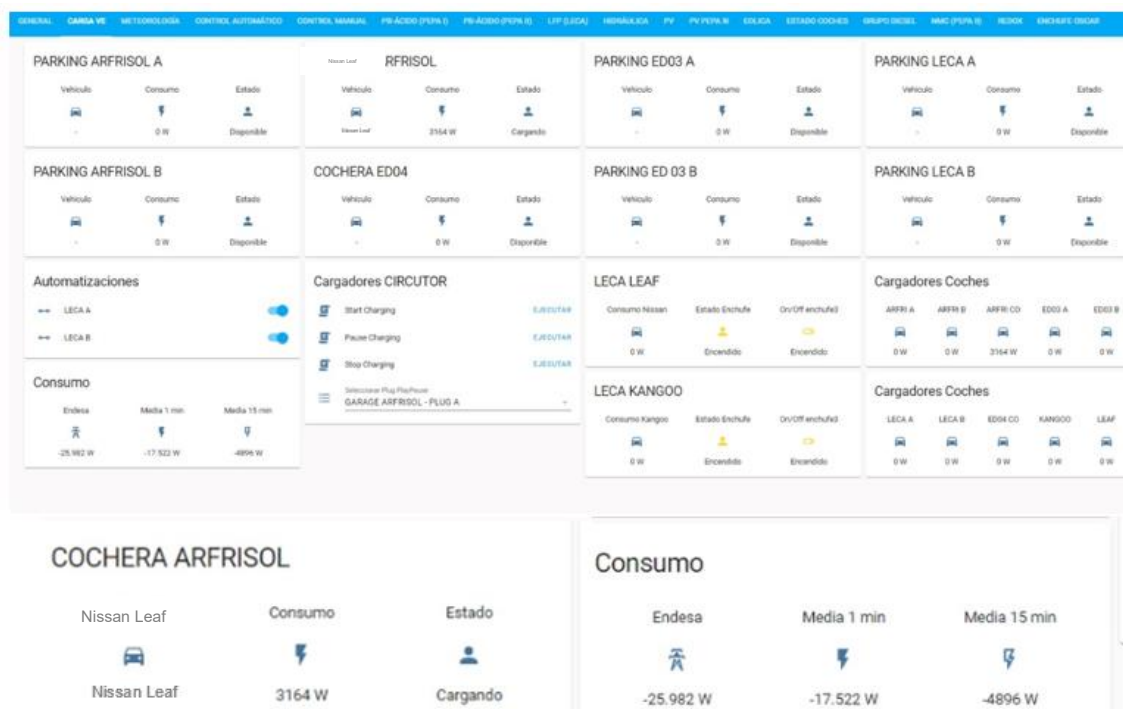 GENERAL CARGA VE METEOROLOGÍA CONTROL AUTOMÁTICO CONTROL MANUAL PB-ÁCIDO (PEPA I) PB-ÁCIDO (PEPA II) LFP (LECA) HIDRÁULICA PV PV PEPA III EOLICA ESTADO COCHES GRUPO DIESEL NMC (PEPA II) REDOX ENCHUFE OSCAR
PARKING ARFRISOL A
Vehículo Consumo Estado
- 0 W Disponible
Nissan Leaf RFRISOL
Vehículo Consumo Estado
Nissan Leaf 3164 W Cargando
PARKING ED03 A
Vehículo Consumo Estado
- 0 W Disponible
PARKING LECA A
Vehículo Consumo Estado
- 0 W Disponible
PARKING ARFRISOL B
Vehículo Consumo Estado
- 0 W Disponible
COCHERA ED04
Vehículo Consumo Estado
- 0 W Disponible
PARKING ED 03 B
Vehículo Consumo Estado
- 0 W Disponible
PARKING LECA B
Vehículo Consumo Estado
- 0 W Disponible
Automatizaciones
LECA A
LECA B
Cargadores CIRCUTOR
Start Charging EJECUTAR
Pause Charging EJECUTAR
Stop Charging EJECUTAR
Seleccionar Plug Play/Pause
GARAGE ARFRISOL - PLUG A
LECA LEAF
Consumo Nissan Estado Enchufe On/Off enchufe3
0 W Encendido Encendido
Cargadores Coches
ARFRI A ARFRI B ARFRI CO ED03 A ED03 B
0 W 0 W 3164 W 0 W 0 W
Consumo
Endesa Media 1 min Media 15 min
-25.982 W -17.522 W -4896 W
LECA KANGOO
Consumo Kangoo Estado Enchufe On/Off enchufe3
0 W Encendido Encendido
Cargadores Coches
LECA A LECA B ED04 CO KANGOO LEAF
0 W 0 W 0 W 0 W 0 W
COCHERA ARFRISOL
Nissan Leaf Consumo Estado
Nissan Leaf 3164 W Cargando
Consumo
Endesa Media 1 min Media 15 min
-25.982 W -17.522 W -4896 W